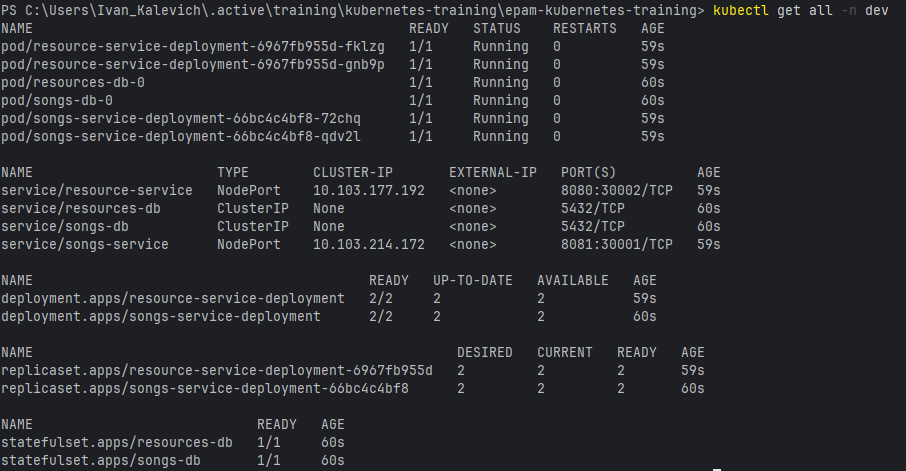 PS C:\Users\Ivan_Kalevich\.active\training\kubernetes-training\epam-kubernetes-training> kubectl get all -n dev
NAME READY STATUS RESTARTS AGE
pod/resource-service-deployment-6967fb955d-fklzg 1/1 Running 0 59s
pod/resource-service-deployment-6967fb955d-gnb9p 1/1 Running 0 59s
pod/resources-db-0 1/1 Running 0 60s
pod/songs-db-0 1/1 Running 0 60s
pod/songs-service-deployment-66bc4c4bf8-72chq 1/1 Running 0 59s
pod/songs-service-deployment-66bc4c4bf8-qdv2l 1/1 Running 0 59s
NAME TYPE CLUSTER-IP EXTERNAL-IP PORT(S) AGE
service/resource-service NodePort 10.103.177.192 <none> 8080:30002/TCP 59s
service/resources-db ClusterIP None <none> 5432/TCP 60s
service/songs-db ClusterIP None <none> 5432/TCP 60s
service/songs-service NodePort 10.103.214.172 <none> 8081:30001/TCP 59s
NAME READY UP-TO-DATE AVAILABLE AGE
deployment.apps/resource-service-deployment 2/2 2 2 59s
deployment.apps/songs-service-deployment 2/2 2 2 60s
NAME DESIRED CURRENT READY AGE
replicaset.apps/resource-service-deployment-6967fb955d 2 2 2 59s
replicaset.apps/songs-service-deployment-66bc4c4bf8 2 2 2 60s
NAME READY AGE
statefulset.apps/resources-db 1/1 60s
statefulset.apps/songs-db 1/1 60s